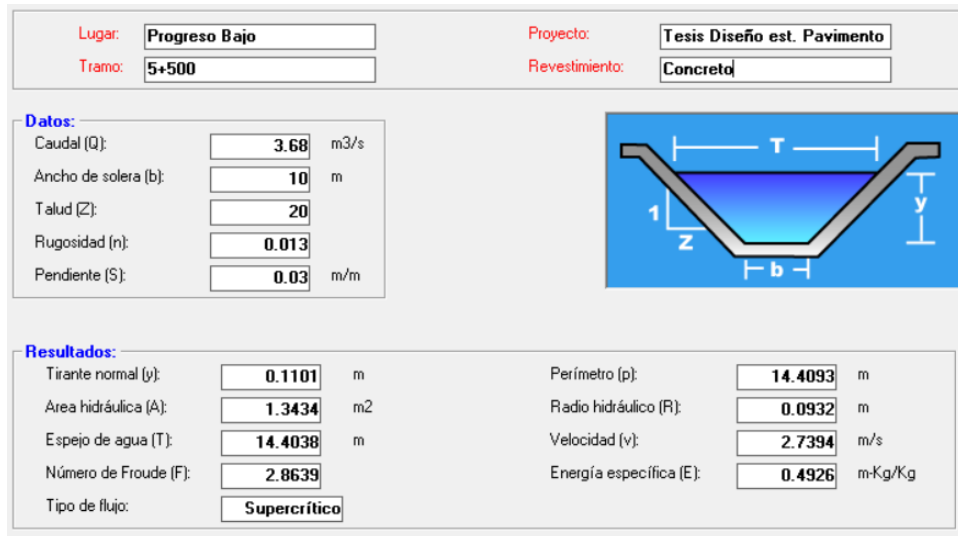 Lugar: Progreso Bajo Proyecto: Tesis Diseño est. Pavimento
Tramo: 5+500 Revestimiento: Concreto
Datos:
Caudal (Q): 3.68 m3/s
Ancho de solera (b): 10 m
Talud (Z): 20
Rugosidad (n): 0.013
Pendiente (S): 0.03 m/m
T
y
1
Z
b
Resultados:
Tirante normal (y): 0.1101 m Perímetro (p): 14.4093 m
Area hidráulica (A): 1.3434 m2 Radio hidráulico (R): 0.0932 m
Espejo de agua (T): 14.4038 m Velocidad (v): 2.7394 m/s
Número de Froude (F): 2.8639 Energía específica (E): 0.4926 m-Kg/Kg
Tipo de flujo: Supercrítico